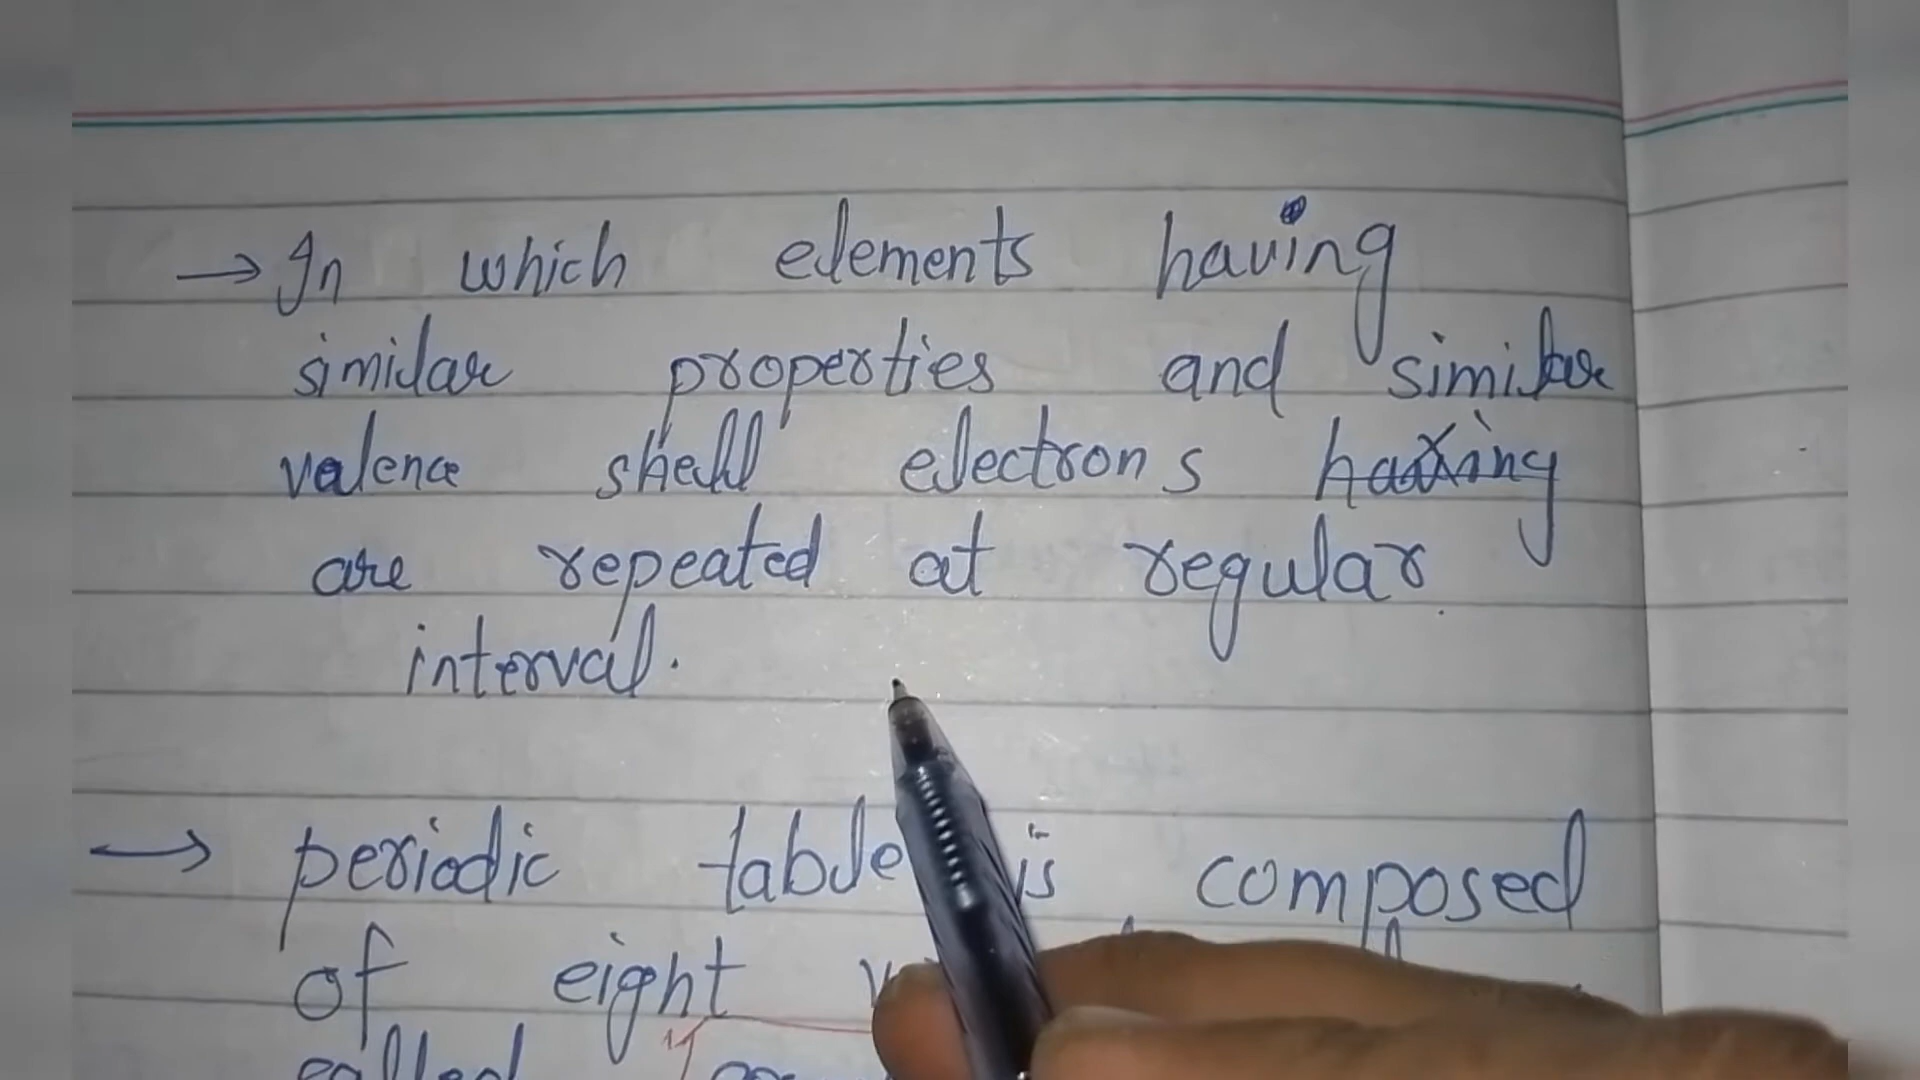 → In which elements having
similar properties and similar
valence shell electrons having
are repeated at regular
interval.
→ periodic table is composed
of eight
called